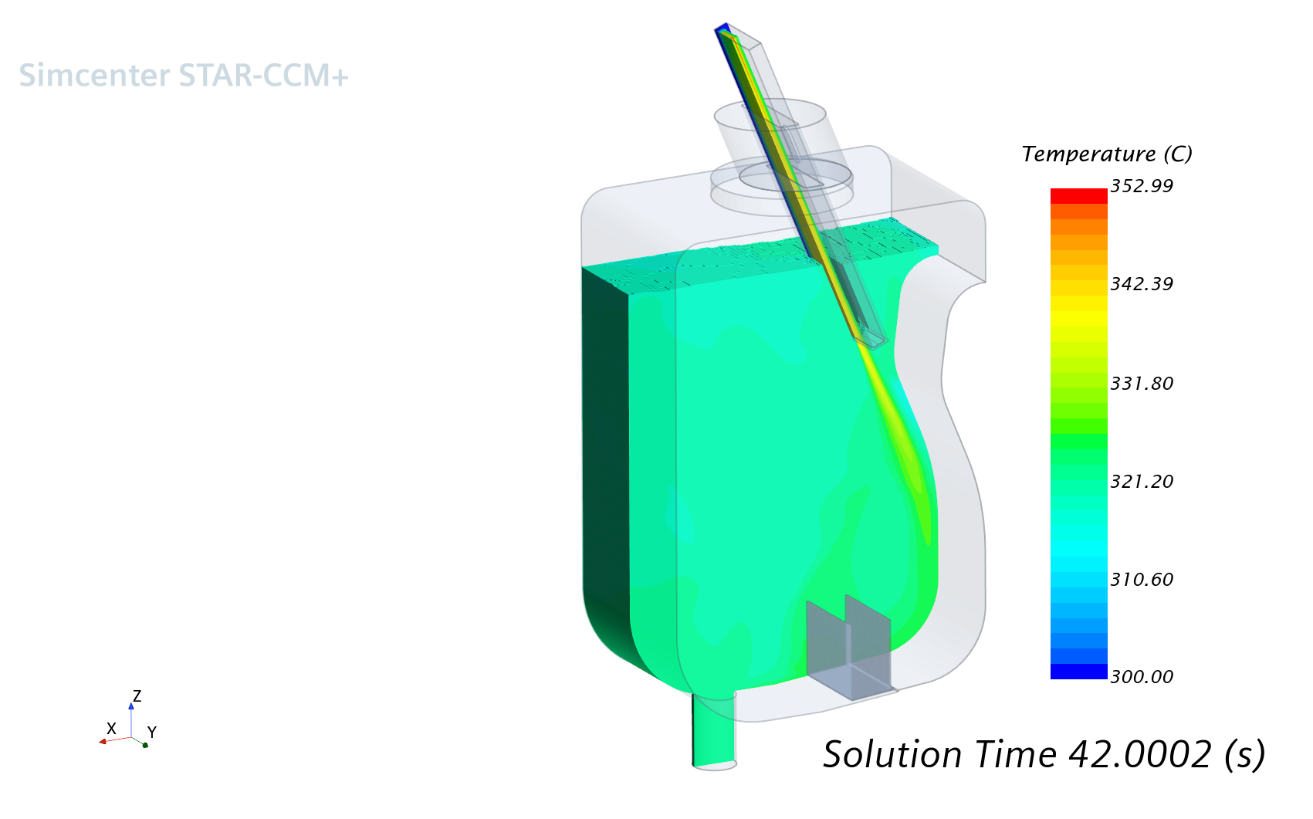 Simcenter STAR-CCM+
Temperature (C)
352.99
342.39
331.80
321.20
310.60
300.00
Z
X
Y
Solution Time 42.0002 (s)